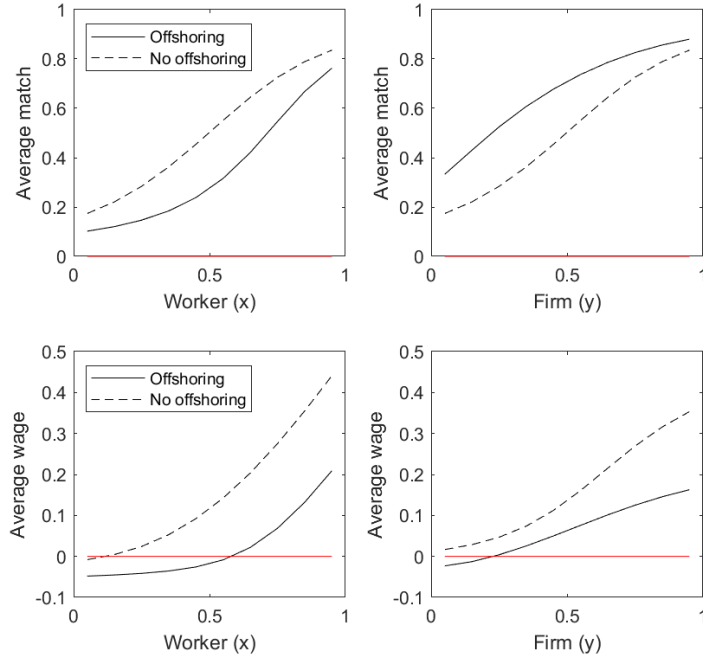 1
0.8
0.6
0.4
0.2
0
Average match
Offshoring
No offshoring
0 0.5 1
Worker (x)
1
0.8
0.6
0.4
0.2
0
Average match
0 0.5 1
Firm (y)
0.5
0.4
0.3
0.2
0.1
0
-0.1
Average wage
Offshoring
No offshoring
0 0.5 1
Worker (x)
0.5
0.4
0.3
0.2
0.1
0
-0.1
Average wage
0 0.5 1
Firm (y)